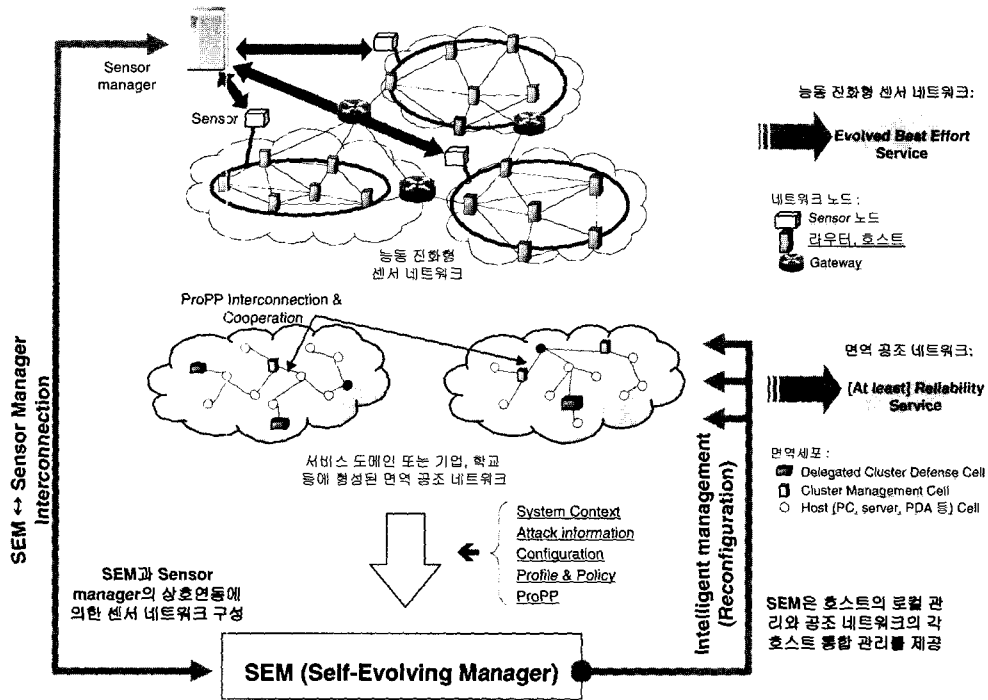 Sensor
manager
Sensor
능동 진화형
센서 네트워크
능동 진화형 센서 네트워크:
Evolved Best Effort
Service
네트워크 노드 :
Sensor 노드
라우터, 호스트
Gateway
ProPP Interconnection &
Cooperation
서비스 도메인 또는 기업, 학교
등에 형성된 면역 공조 네트워크
면역 공조 네트워크:
[At least] Reliability
Service
면역세포 :
Delegated Cluster Defense Cell
Cluster Management Cell
Host (PC, server, PDA 등) Cell
SEM ↔ Sensor Manager
Interconnection
System Context
Attack information
Configuration
Profile & Policy
ProPP
Intelligent management
(Reconfiguration)
SEM과 Sensor
manager의 상호연동에
의한 센서 네트워크 구성
SEM은 호스트의 로컬 관
리와 공조 네트워크의 각
호스트 통합 관리를 제공
SEM (Self-Evolving Manager)